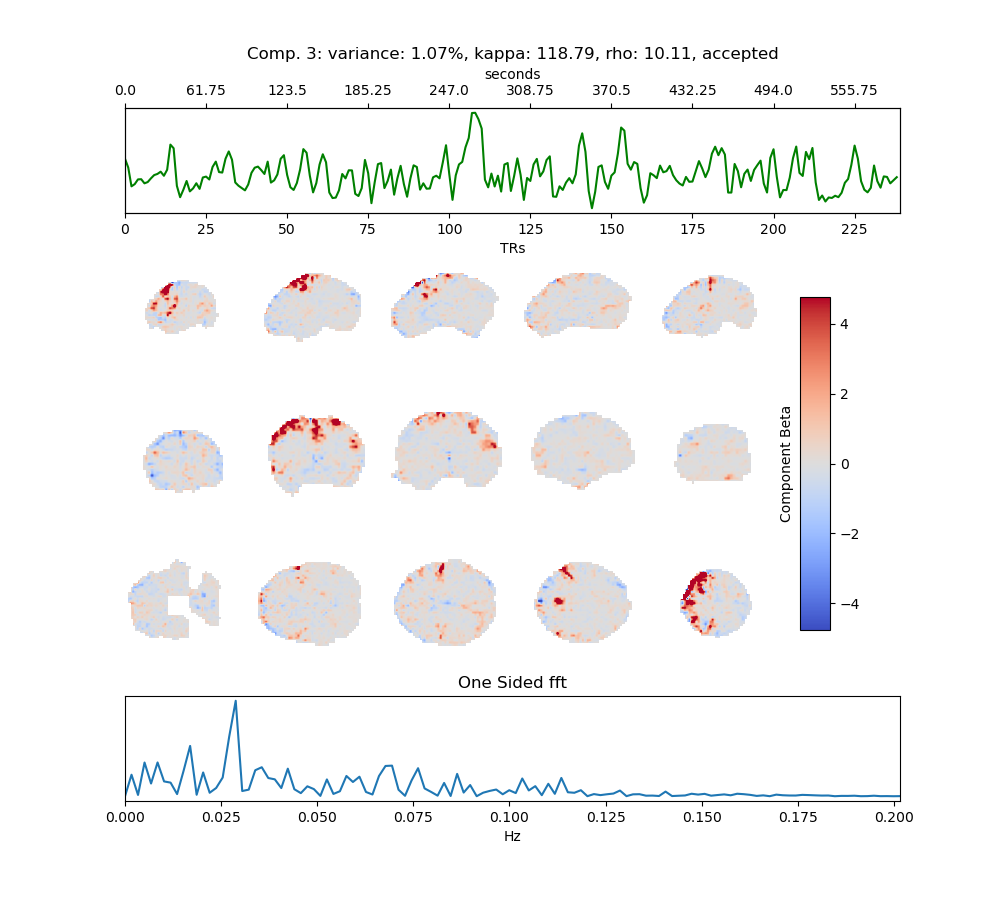 Comp. 3: variance: 1.07%, kappa: 118.79, rho: 10.11, accepted
seconds
0.0 61.75 123.5 185.25 247.0 308.75 370.5 432.25 494.0 555.75
0 25 50 75 100 125 150 175 200 225
TRs
4
2
0
−2
−4
Component Beta
One Sided fft
0.000 0.025 0.050 0.075 0.100 0.125 0.150 0.175 0.200
Hz